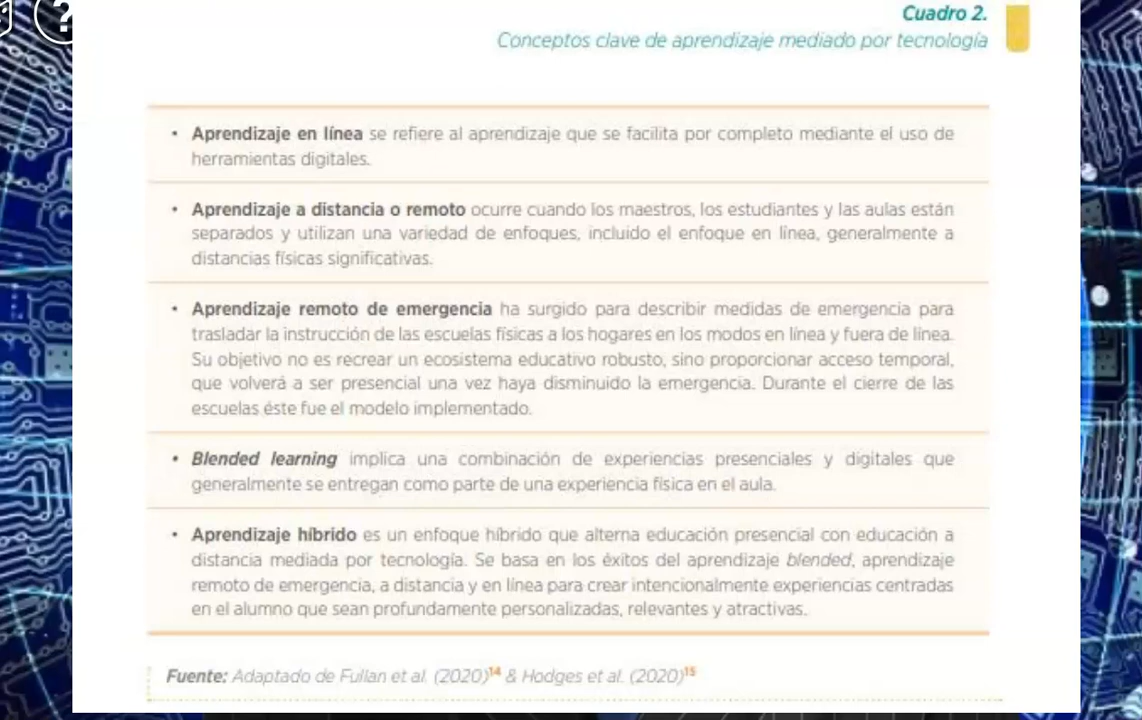 ?
Cuadro 2.
Conceptos clave de aprendizaje mediado por tecnología
• Aprendizaje en línea se refiere al aprendizaje que se facilita por completo mediante el uso de
herramientas digitales.
• Aprendizaje a distancia o remoto ocurre cuando los maestros, los estudiantes y las aulas están
separados y utilizan una variedad de enfoques, incluido el enfoque en línea, generalmente a
distancias físicas significativas.
• Aprendizaje remoto de emergencia ha surgido para describir medidas de emergencia para
trasladar la instrucción de las escuelas físicas a los hogares en los modos en línea y fuera de línea.
Su objetivo no es recrear un ecosistema educativo robusto, sino proporcionar acceso temporal,
que volverá a ser presencial una vez haya disminuido la emergencia. Durante el cierre de las
escuelas éste fue el modelo implementado.
• Blended learning implica una combinación de experiencias presenciales y digitales que
generalmente se entregan como parte de una experiencia física en el aula.
• Aprendizaje híbrido es un enfoque híbrido que alterna educación presencial con educación a
distancia mediada por tecnología. Se basa en los éxitos del aprendizaje blended, aprendizaje
remoto de emergencia, a distancia y en línea para crear intencionalmente experiencias centradas
en el alumno que sean profundamente personalizadas, relevantes y atractivas.
Fuente: Adaptado de Fullan et al. (2020)14 & Hodges et al. (2020)15